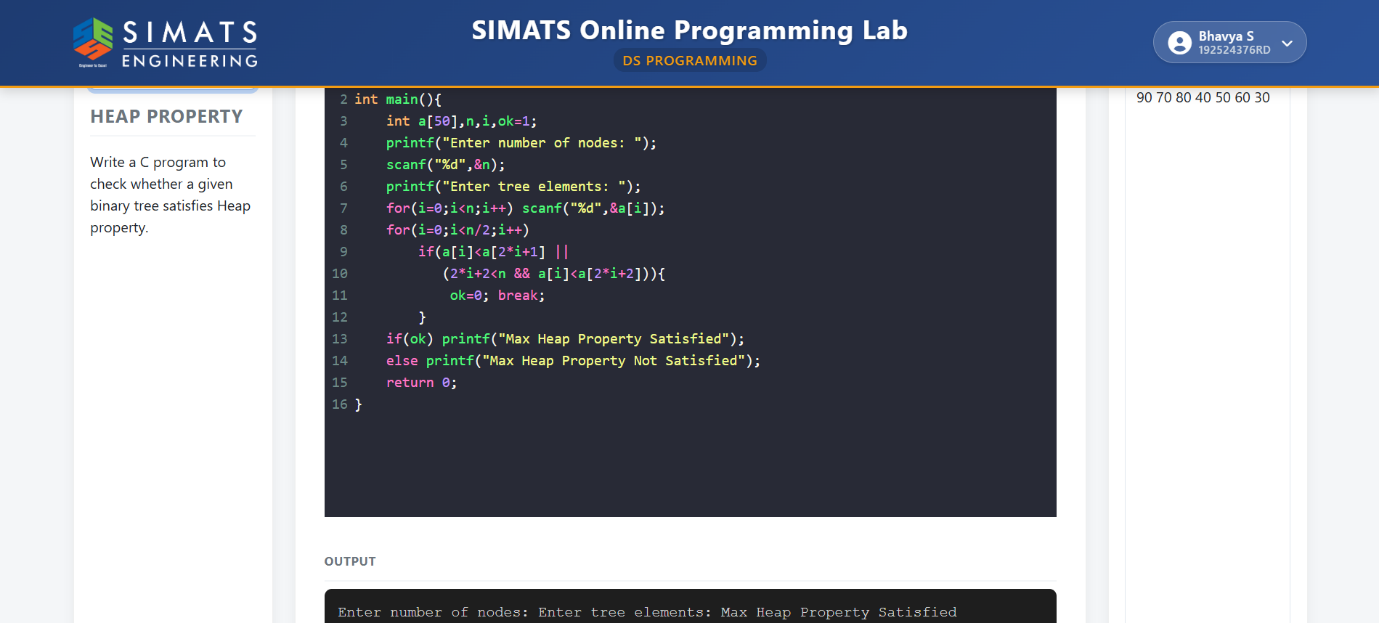 SIMATS
ENGINEERING
Engineer to Excel
SIMATS Online Programming Lab
DS PROGRAMMING
Bhavya S
192524376RD
HEAP PROPERTY
Write a C program to
check whether a given
binary tree satisfies Heap
property.
2 int main(){
3     int a[50],n,i,ok=1;
4     printf("Enter number of nodes: ");
5     scanf("%d",&n);
6     printf("Enter tree elements: ");
7     for(i=0;i<n;i++) scanf("%d",&a[i]);
8     for(i=0;i<n/2;i++)
9         if(a[i]<a[2*i+1] ||
10            (2*i+2<n && a[i]<a[2*i+2])){
11             ok=0; break;
12         }
13     if(ok) printf("Max Heap Property Satisfied");
14     else printf("Max Heap Property Not Satisfied");
15     return 0;
16 }
OUTPUT
Enter number of nodes: Enter tree elements: Max Heap Property Satisfied
90 70 80 40 50 60 30